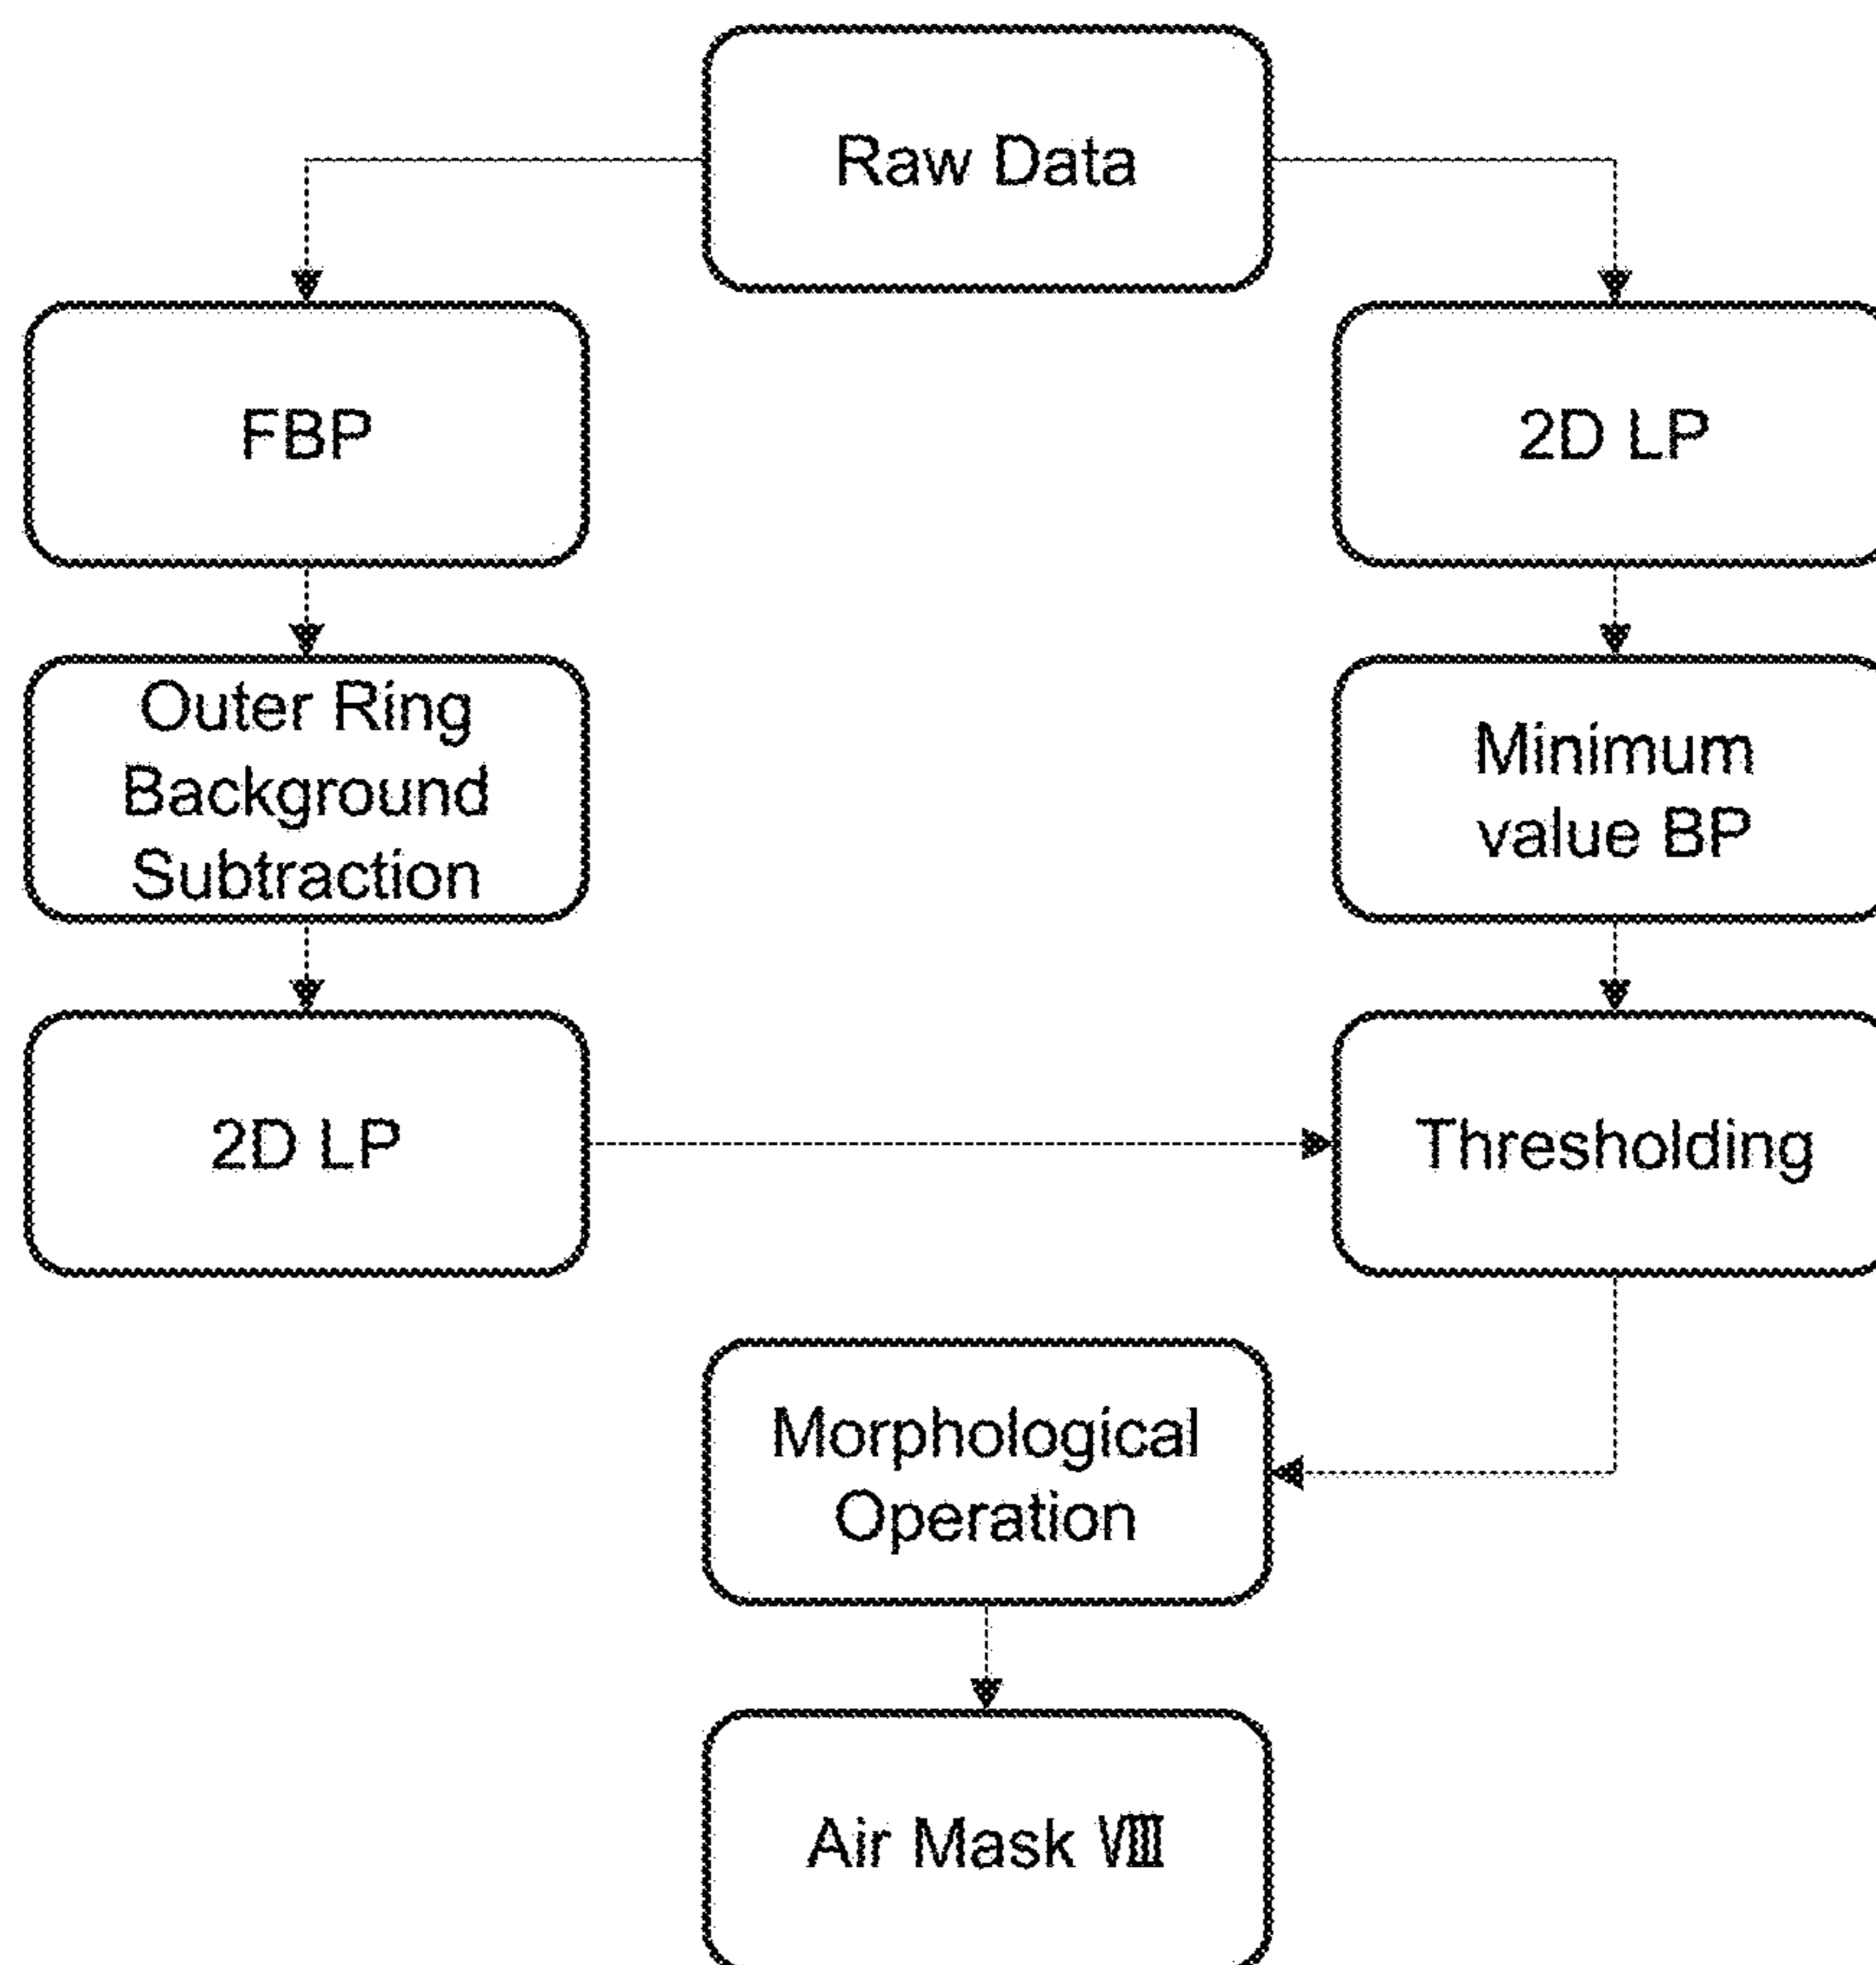 Raw Data
FBP
2D LP
Outer Ring
Background
Subtraction
Minimum
value BP
2D LP
Thresholding
Morphological
Operation
Air Mask Ⅷ